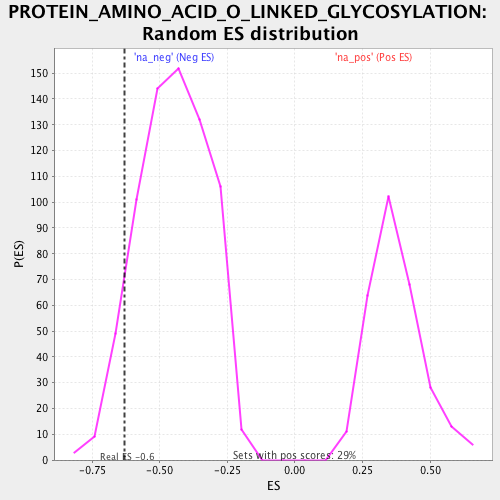 PROTEIN_AMINO_ACID_O_LINKED_GLYCOSYLATION:
Random ES distribution
'na_neg' (Neg ES) 'na_pos' (Pos ES)
150
140
130
120
110
100
90
80
70
60
50
40
30
20
10
0
P(ES)
Real ES -0.6 Sets with pos scores: 29%
-0.75 -0.50 -0.25 0.00 0.25 0.50
ES